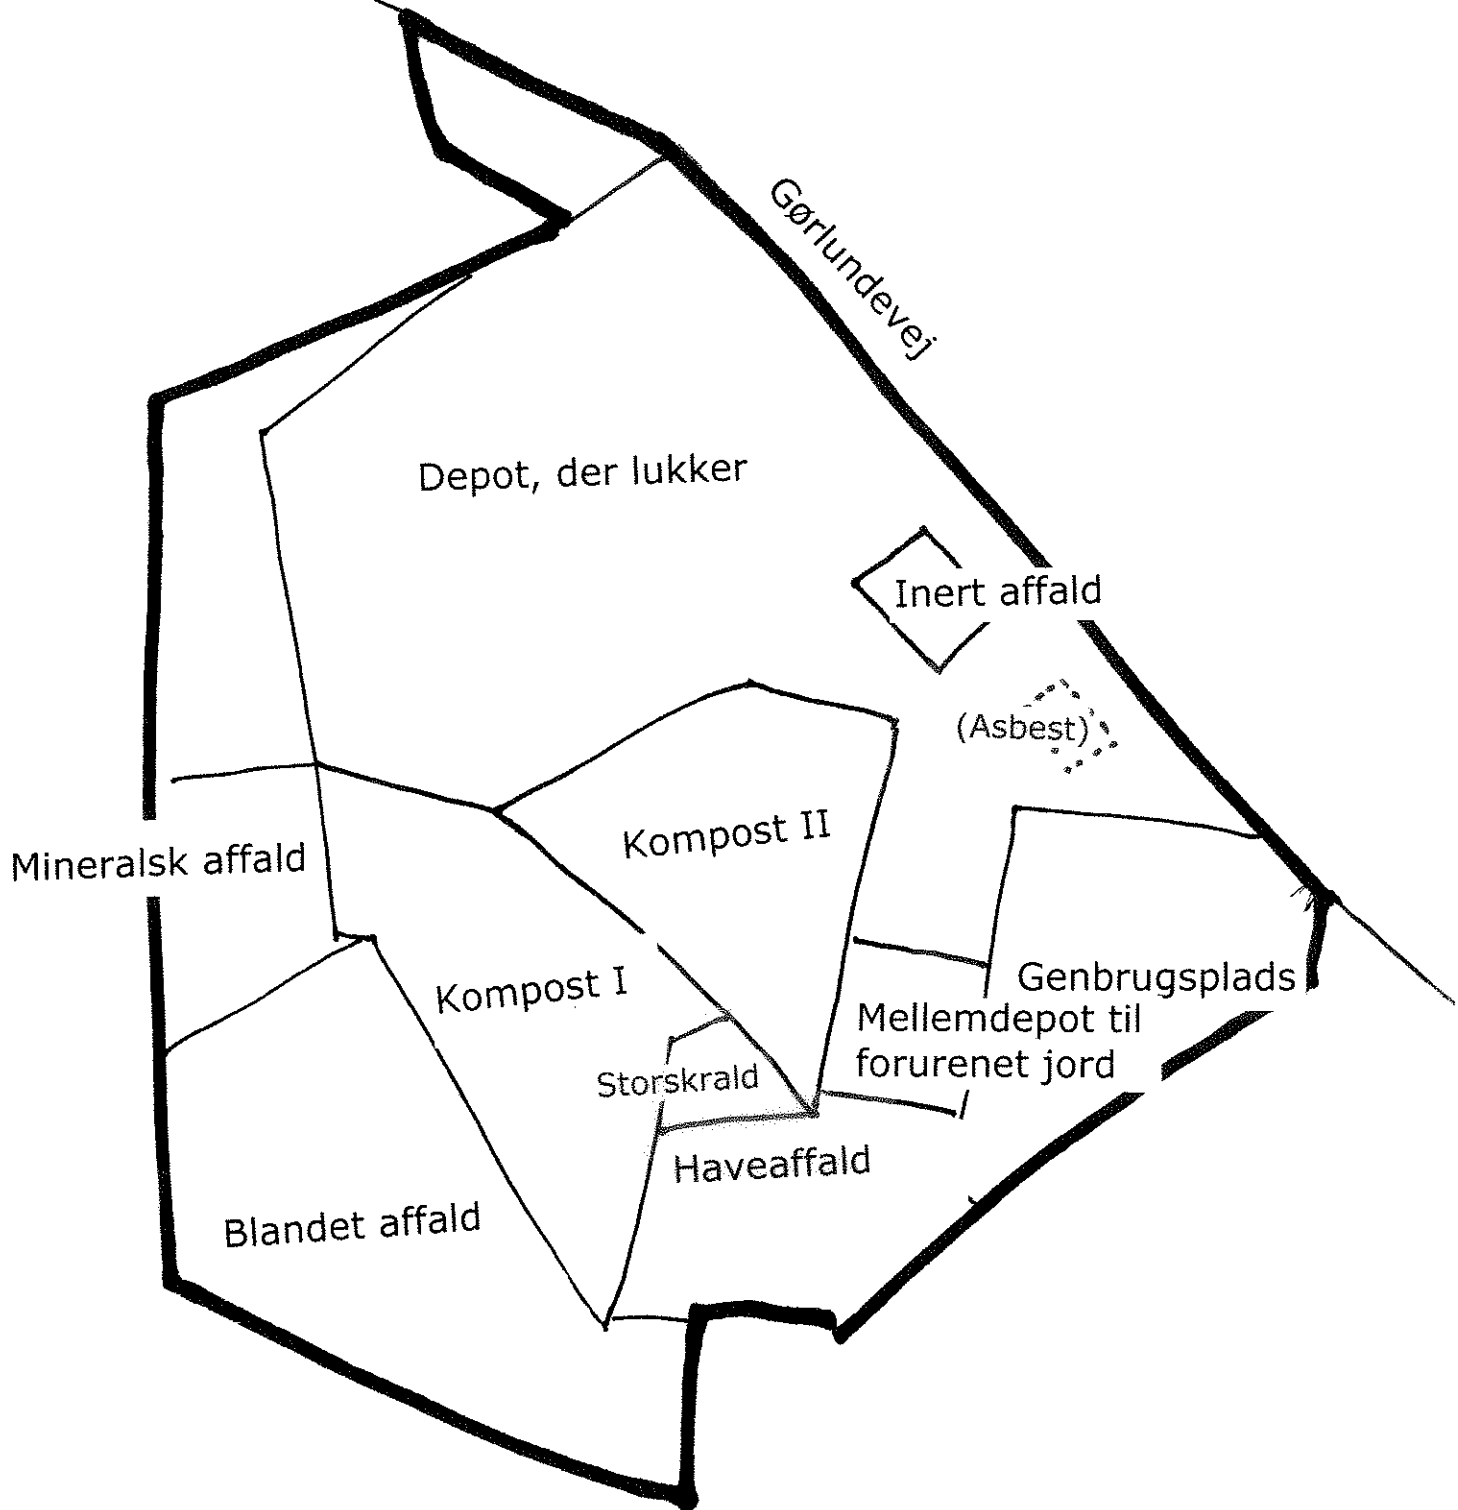 Gørlundevej
Depot, der lukker
Inert affald
(Asbest)
Kompost II
Mineralsk affald
Kompost I
Genbrugsplads
Mellemdepot til
forurenet jord
Storskrald
Haveaffald
Blandet affald